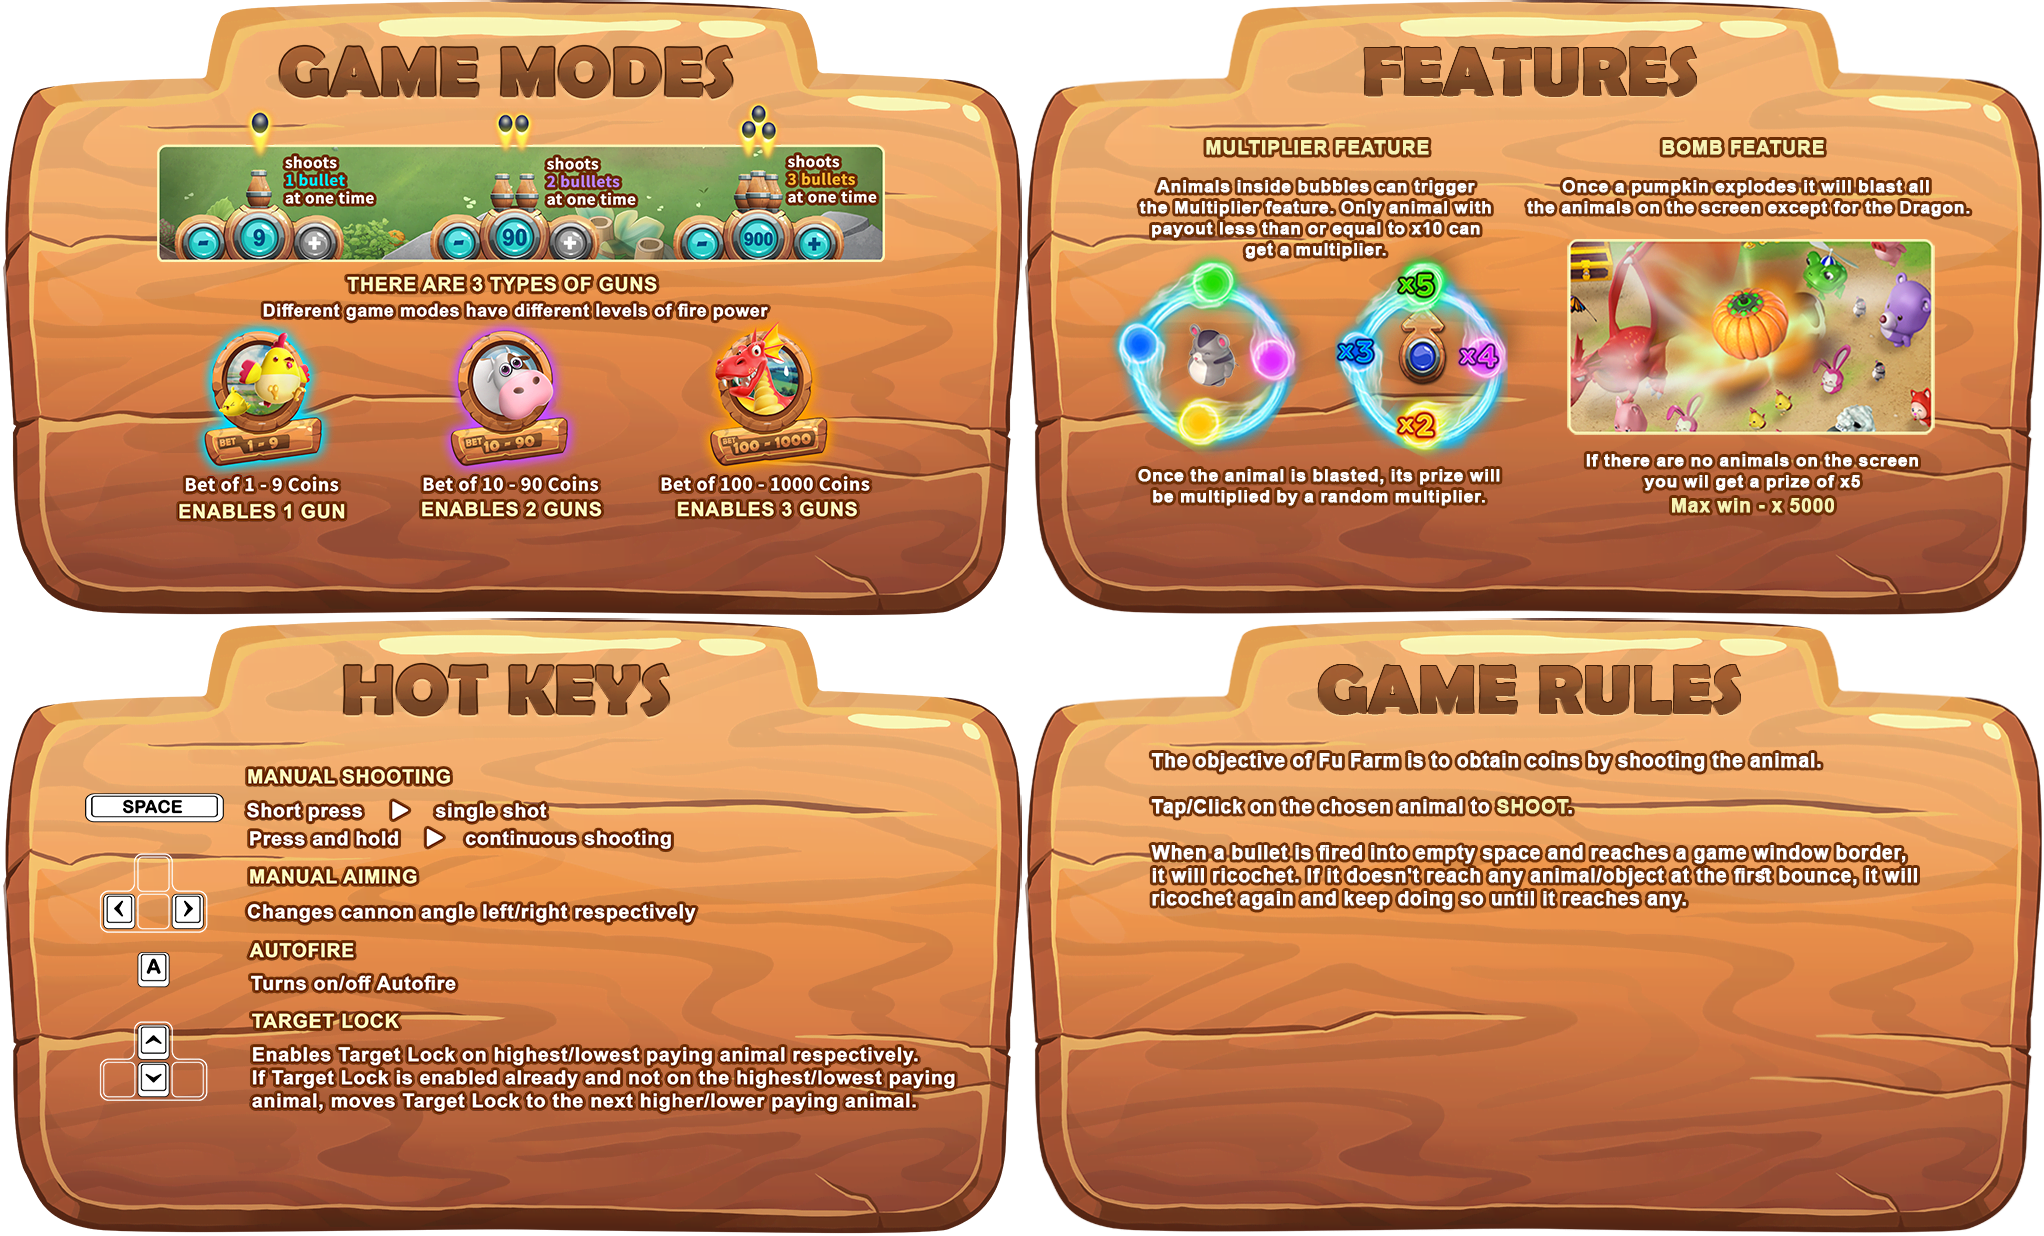 GAME MODES
shoots
1 bullet
at one time
shoots
2 bulllets
at one time
shoots
3 bullets
at one time
- 9 +
- 90 +
- 900 +
THERE ARE 3 TYPES OF GUNS
Different game modes have different levels of fire power
BET 1 - 9
BET 10 - 90
BET 100 - 1000
Bet of 1 - 9 Coins
ENABLES 1 GUN
Bet of 10 - 90 Coins
ENABLES 2 GUNS
Bet of 100 - 1000 Coins
ENABLES 3 GUNS
FEATURES
MULTIPLIER FEATURE
Animals inside bubbles can trigger
the Multiplier feature. Only animal with
payout less than or equal to x10 can
get a multiplier.
x5
x3
x4
x2
Once the animal is blasted, its prize will
be multiplied by a random multiplier.
BOMB FEATURE
Once a pumpkin explodes it will blast all
the animals on the screen except for the Dragon.
If there are no animals on the screen
you wil get a prize of x5
Max win - x 5000
HOT KEYS
MANUAL SHOOTING
SPACE
Short press ▶ single shot
Press and hold ▶ continuous shooting
MANUAL AIMING
Changes cannon angle left/right respectively
AUTOFIRE
A
Turns on/off Autofire
TARGET LOCK
Enables Target Lock on highest/lowest paying animal respectively.
If Target Lock is enabled already and not on the highest/lowest paying
animal, moves Target Lock to the next higher/lower paying animal.
GAME RULES
The objective of Fu Farm is to obtain coins by shooting the animal.
Tap/Click on the chosen animal to SHOOT.
When a bullet is fired into empty space and reaches a game window border,
it will ricochet. If it doesn't reach any animal/object at the first bounce, it will
ricochet again and keep doing so until it reaches any.